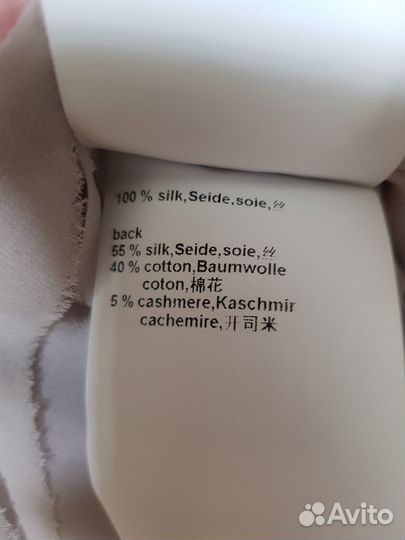 100 % silk,Seide,soie,丝
back
55 % silk,Seide,soie,丝
40 % cotton,Baumwolle
coton,棉花
5 % cashmere,Kaschmir
cachemire,开司米
Avito